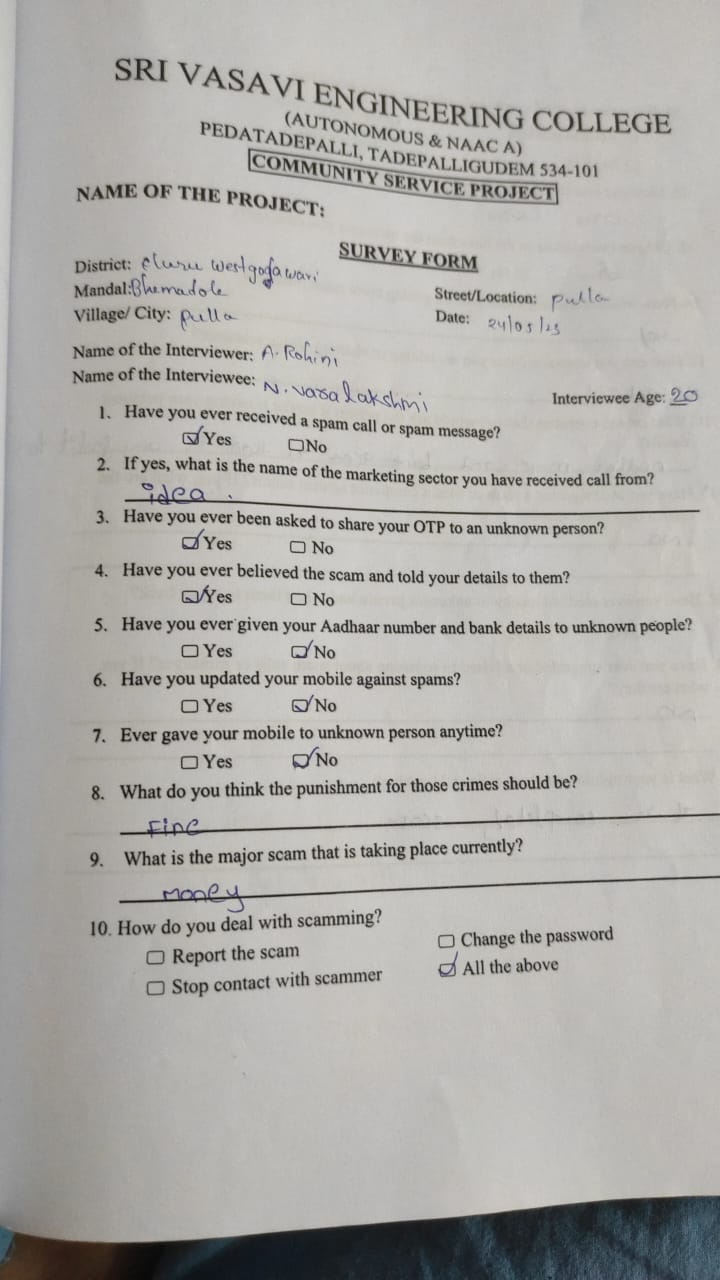 SRI VASAVI ENGINEERING COLLEGE
(AUTONOMOUS & NAAC A)
PEDATADEPALLI, TADEPALLIGUDEM 534-101
COMMUNITY SERVICE PROJECT
NAME OF THE PROJECT:
SURVEY FORM
District: eluru westgodawari
Mandal: Bhemadole
Street/Location: pulla
Village/ City: pulla
Date: 24/05/23
Name of the Interviewer: A. Rohini
Name of the Interviewee: N. varalakshmi
Interviewee Age: 20
1. Have you ever received a spam call or spam message?
☑ Yes ☐ No
2. If yes, what is the name of the marketing sector you have received call from?
idea.
3. Have you ever been asked to share your OTP to an unknown person?
☑ Yes ☐ No
4. Have you ever believed the scam and told your details to them?
☑ Yes ☐ No
5. Have you ever given your Aadhaar number and bank details to unknown people?
☐ Yes ☑ No
6. Have you updated your mobile against spams?
☐ Yes ☑ No
7. Ever gave your mobile to unknown person anytime?
☐ Yes ☑ No
8. What do you think the punishment for those crimes should be?
Fine
9. What is the major scam that is taking place currently?
money
10. How do you deal with scamming?
☐ Report the scam ☐ Change the password
☐ Stop contact with scammer ☑ All the above